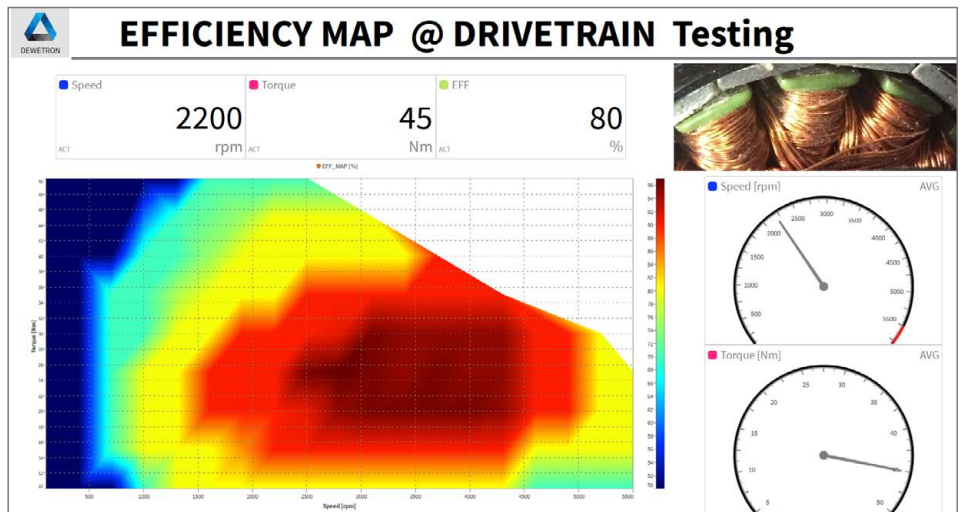 DEWETRON
EFFICIENCY MAP @ DRIVETRAIN Testing
Speed
2200
ACT rpm
Torque
45
ACT Nm
EFF
80
ACT %
EFF_MAP [%]
Torque [Nm]
500 1000 1500 2000 2500 3000 3500 4000 4500 5000 5500
Speed [rpm]
Speed [rpm] AVG
500 1000 1500 2000 2500 3000 3500 4000 4500 5000 5500
Torque [Nm] AVG
5 10 15 20 25 30 35 40 50